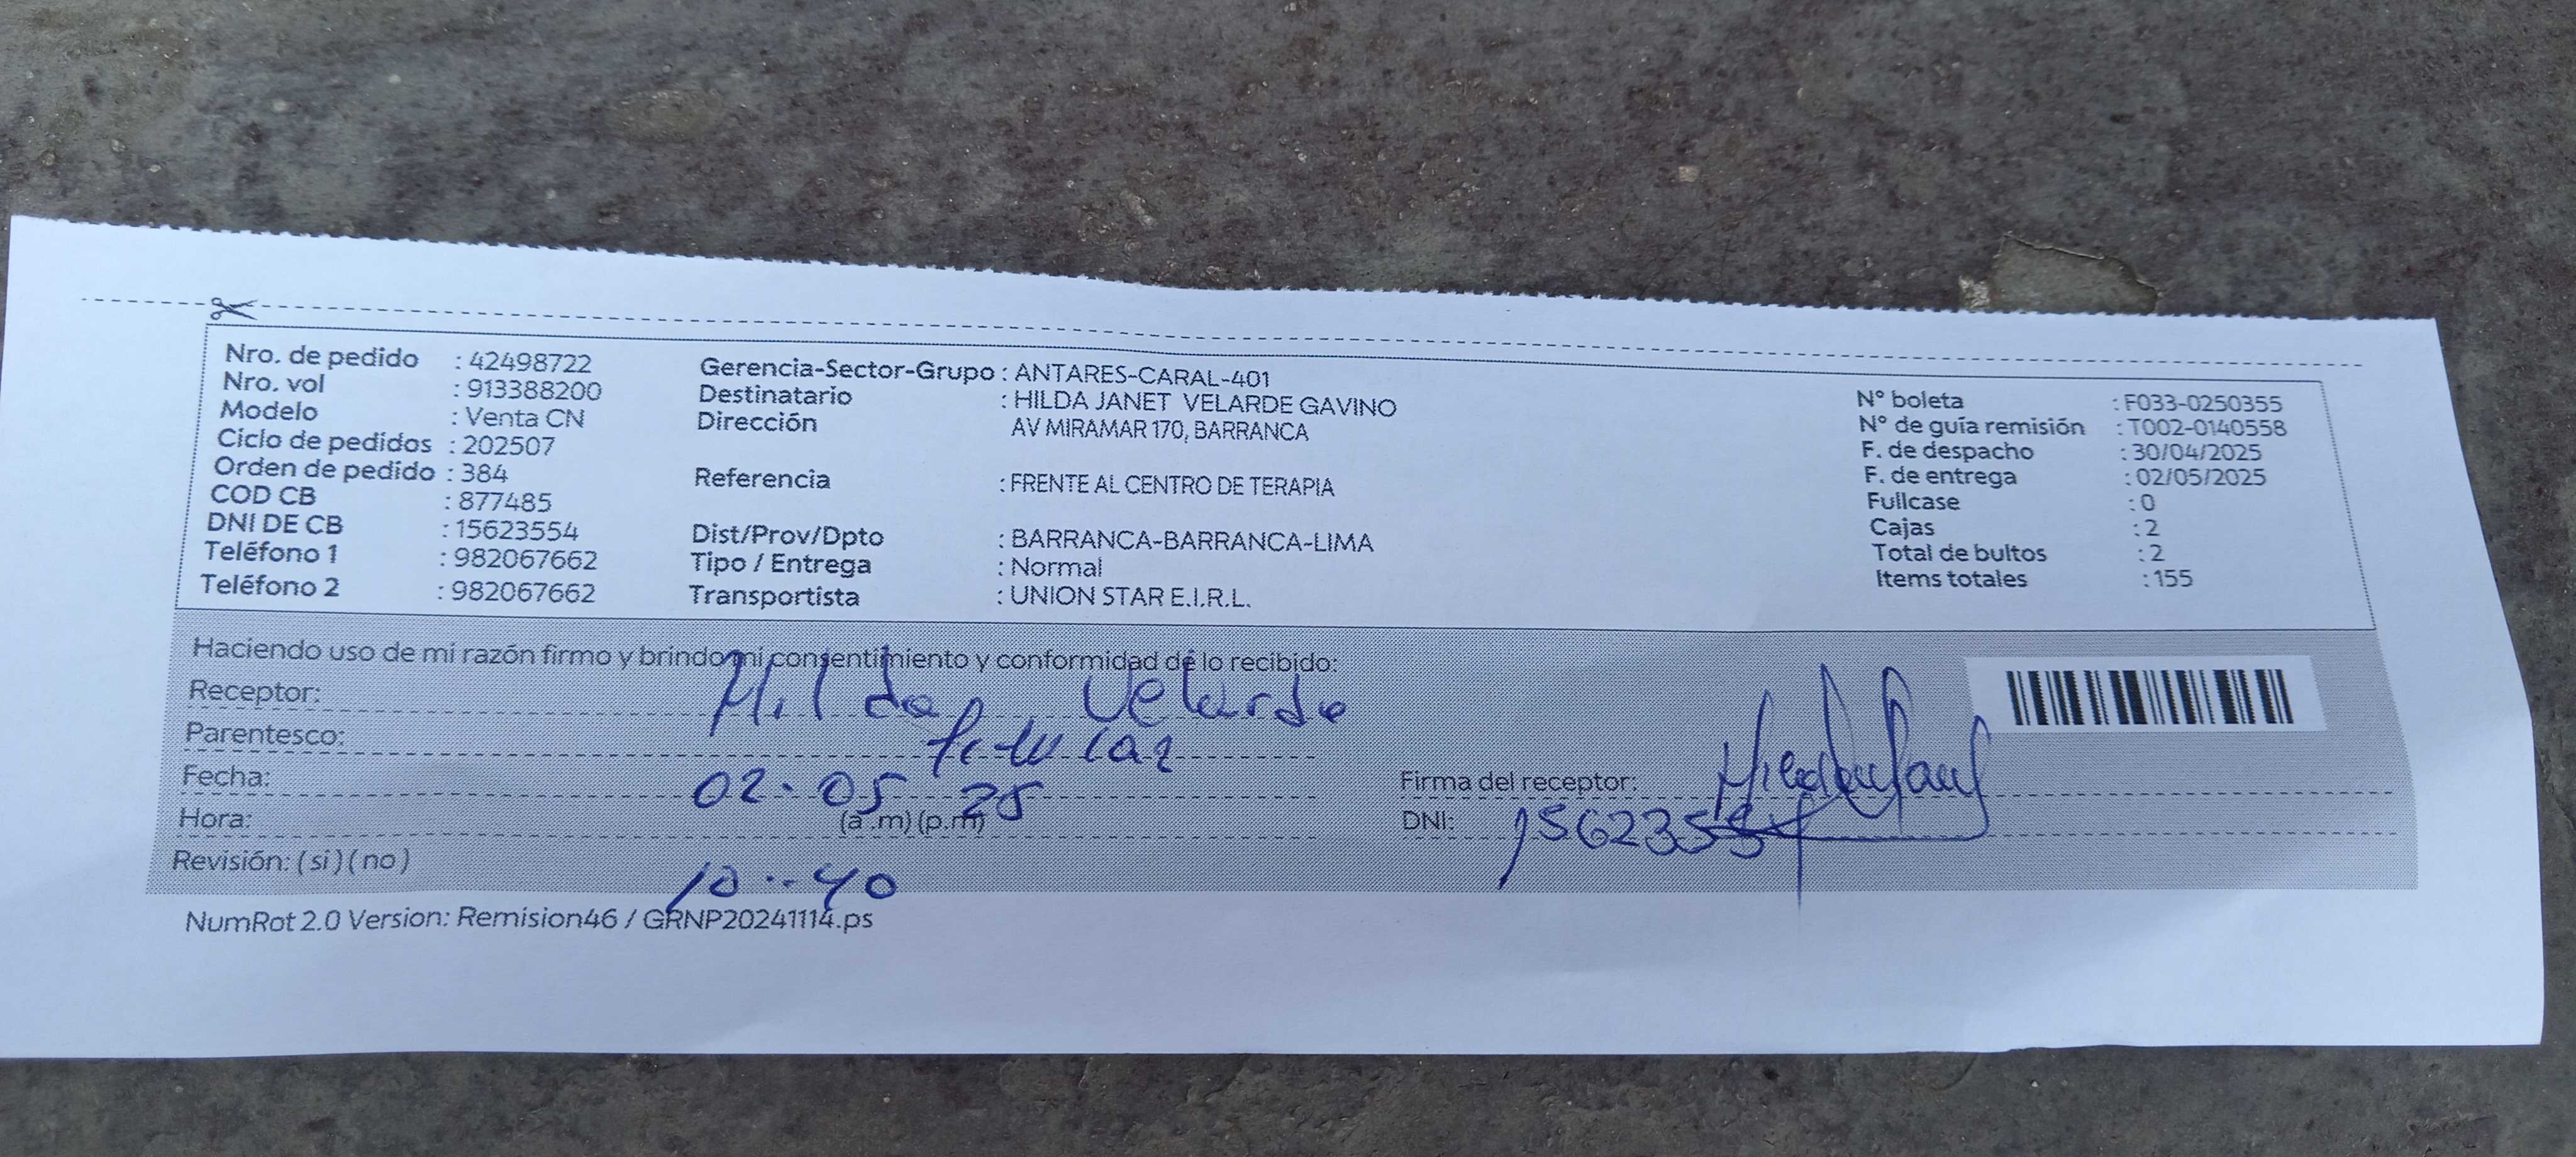 Nro. de pedido : 42498722
Nro. vol : 913388200
Modelo : Venta CN
Ciclo de pedidos : 202507
Orden de pedido : 384
COD CB : 877485
DNI DE CB : 15623554
Teléfono 1 : 982067662
Teléfono 2 : 982067662
Gerencia-Sector-Grupo : ANTARES-CARAL-401
Destinatario : HILDA JANET VELARDE GAVINO
Dirección AV MIRAMAR 170, BARRANCA
Referencia : FRENTE AL CENTRO DE TERAPIA
Dist/Prov/Dpto : BARRANCA-BARRANCA-LIMA
Tipo / Entrega : Normal
Transportista : UNION STAR E.I.R.L.
N° boleta : F033-0250355
N° de guía remisión : T002-0140558
F. de despacho : 30/04/2025
F. de entrega : 02/05/2025
Fullcase : 0
Cajas : 2
Total de bultos : 2
Items totales : 155
Haciendo uso de mi razón firmo y brindo mi consentimiento y conformidad de lo recibido:
Receptor: Hilda Velarde
Parentesco: titular
Fecha: 02-05 25
Hora: (a .m) (p.m)
Revisión: ( si ) ( no )
10--40
Firma del receptor:
DNI: 15623554
NumRot 2.0 Version: Remision46 / GRNP20241114.ps